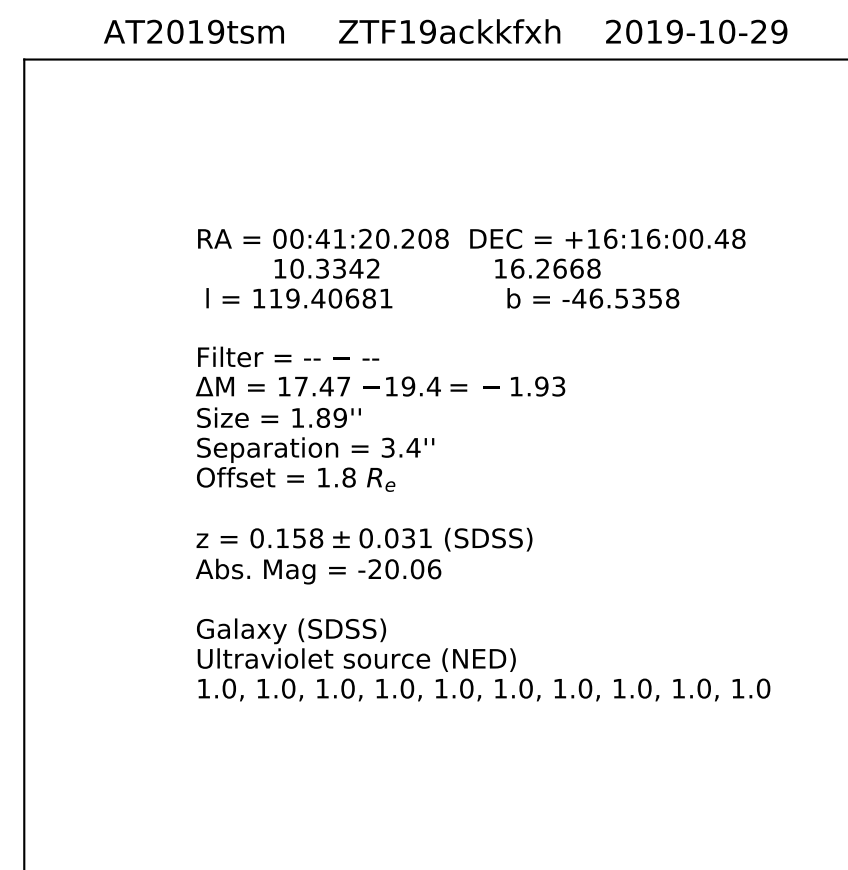 AT2019tsm ZTF19ackkfxh 2019-10-29
RA = 00:41:20.208 DEC = +16:16:00.48
10.3342 16.2668
l = 119.40681 b = -46.5358
Filter = -- − --
ΔM = 17.47 −19.4 = − 1.93
Size = 1.89''
Separation = 3.4''
Offset = 1.8 Re
z = 0.158 ± 0.031 (SDSS)
Abs. Mag = -20.06
Galaxy (SDSS)
Ultraviolet source (NED)
1.0, 1.0, 1.0, 1.0, 1.0, 1.0, 1.0, 1.0, 1.0, 1.0